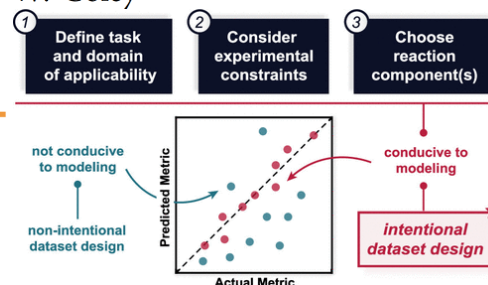 1
Define task
and domain
of applicability
2
Consider
experimental
constraints
3
Choose
reaction
component(s)
not conducive
to modeling
non-intentional
dataset design
Predicted Metric
Actual Metric
conducive to
modeling
intentional
dataset design